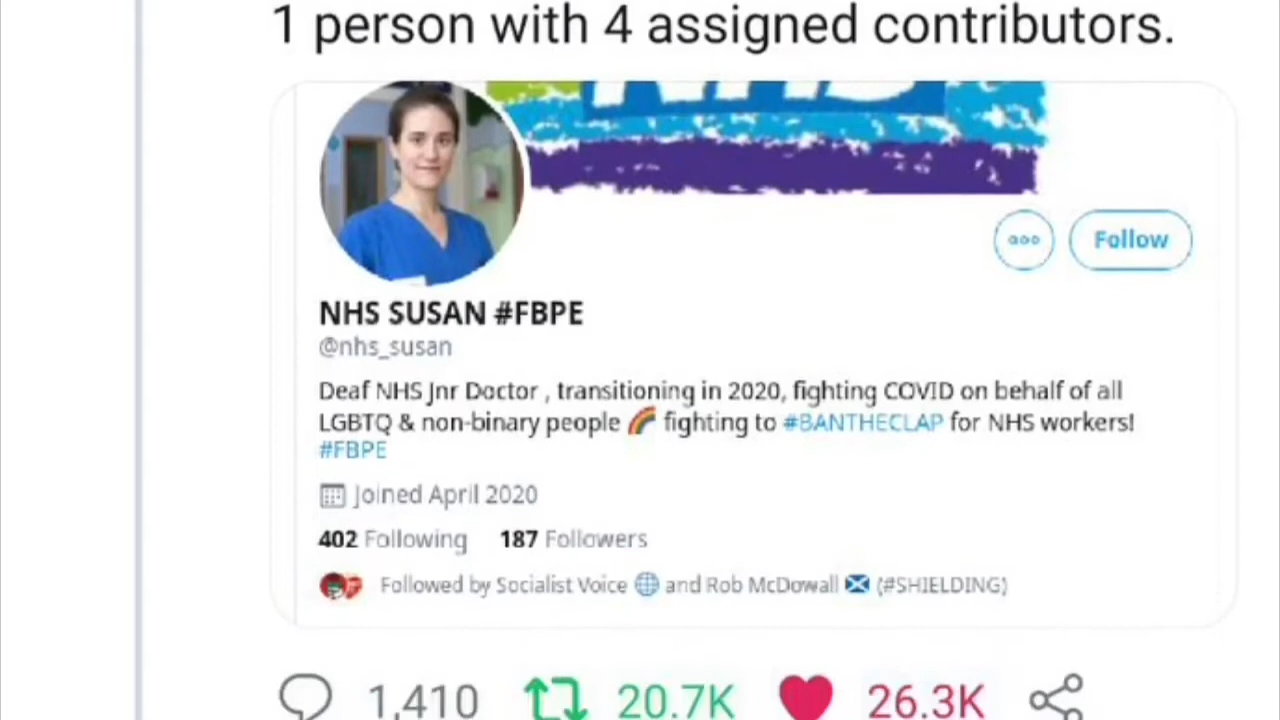 1 person with 4 assigned contributors.
NHS
Follow
NHS SUSAN #FBPE
@nhs_susan
Deaf NHS Jnr Doctor , transitioning in 2020, fighting COVID on behalf of all
LGBTQ & non-binary people 🌈 fighting to #BANTHECLAP for NHS workers!
#FBPE
Joined April 2020
402 Following 187 Followers
Followed by Socialist Voice 🌐 and Rob McDowall 🏴󠁧󠁢󠁳󠁣󠁴󠁿 (#SHIELDING)
1,410 20.7K 26.3K